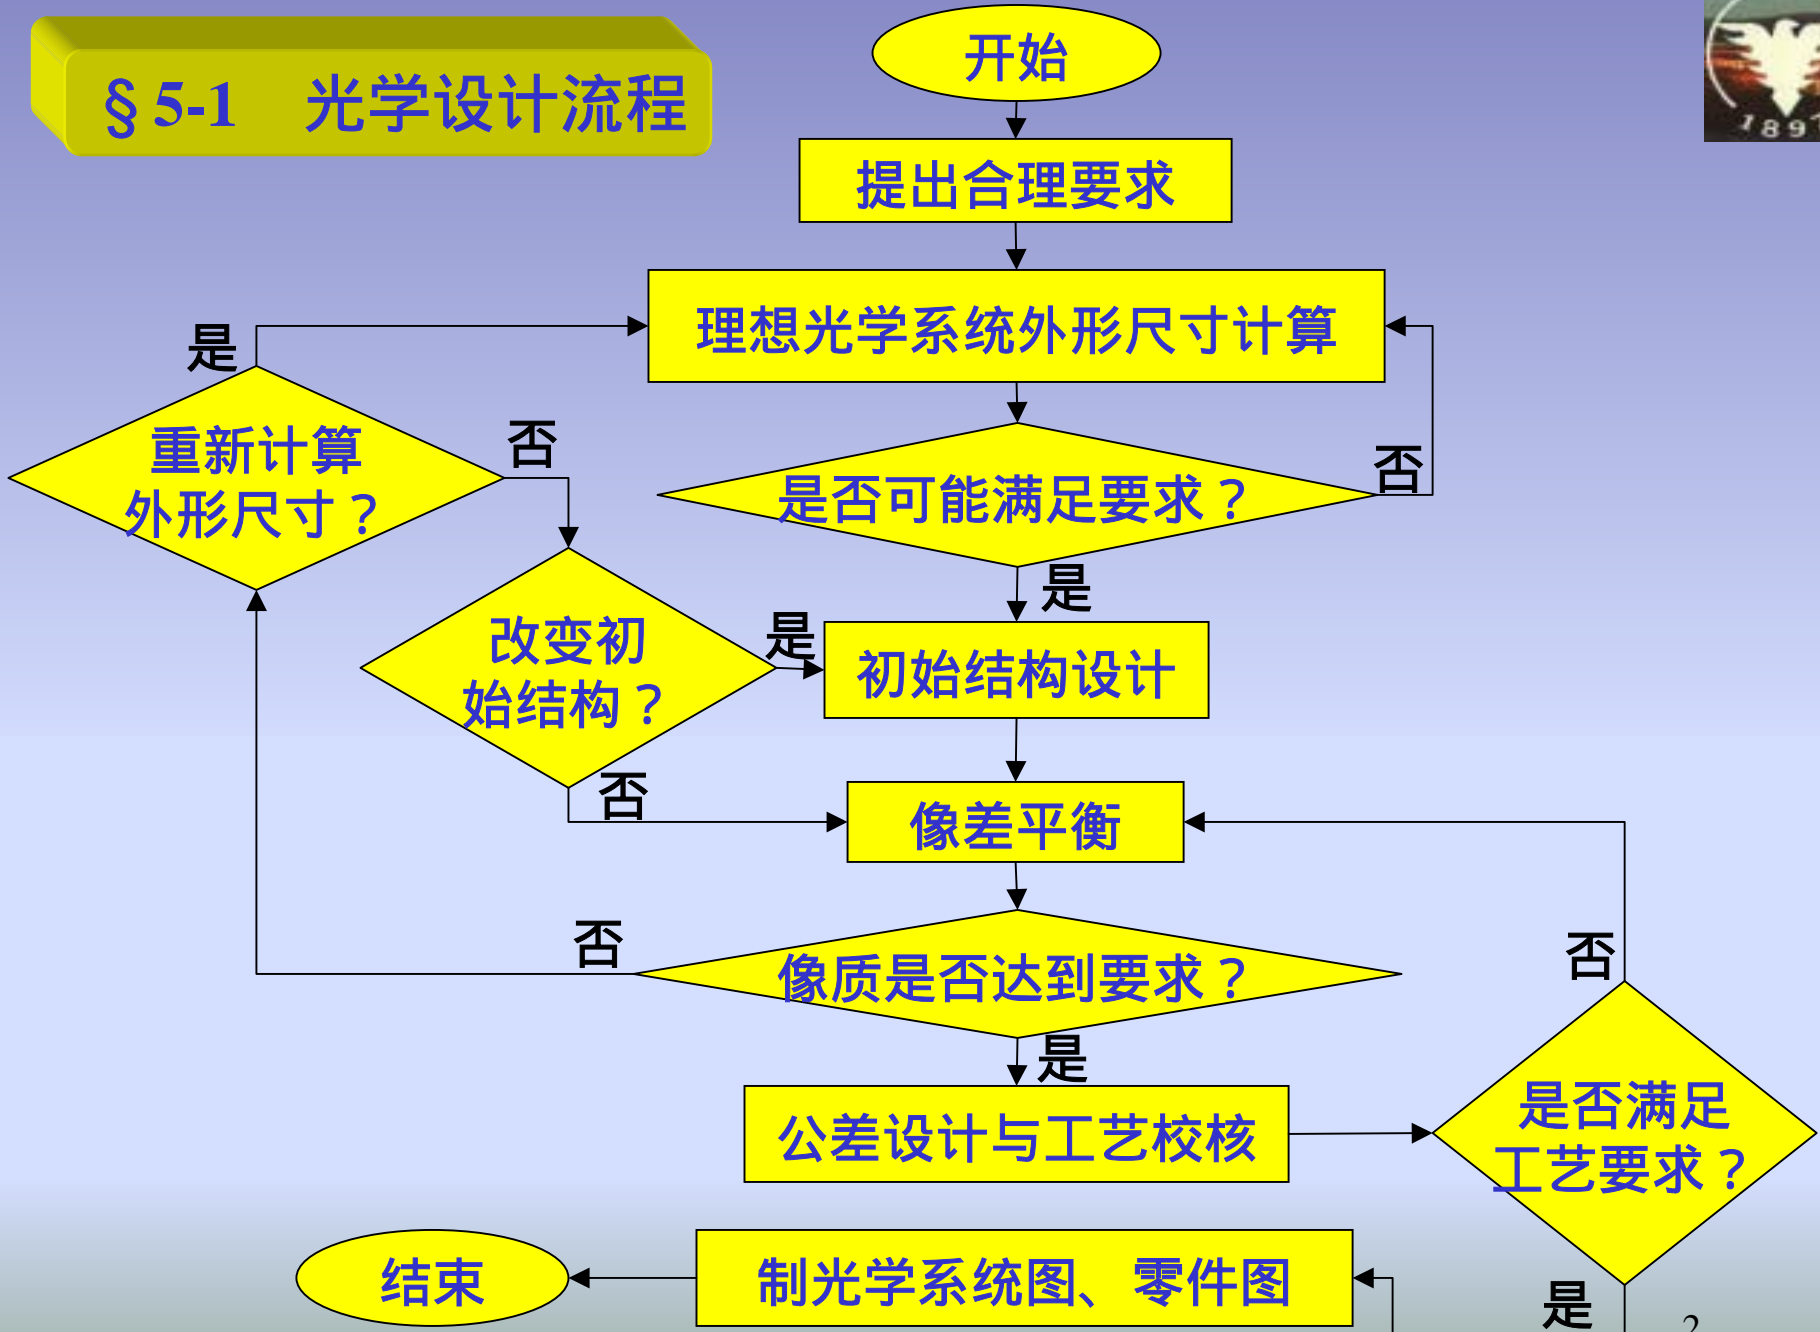 §5-1 光学设计流程
开始
提出合理要求
理想光学系统外形尺寸计算
是
重新计算
外形尺寸？
否
是否可能满足要求？
否
是
改变初
始结构？
是
初始结构设计
否
像差平衡
否
像质是否达到要求？
否
是
是否满足
工艺要求？
公差设计与工艺校核
结束
制光学系统图、零件图
是
2